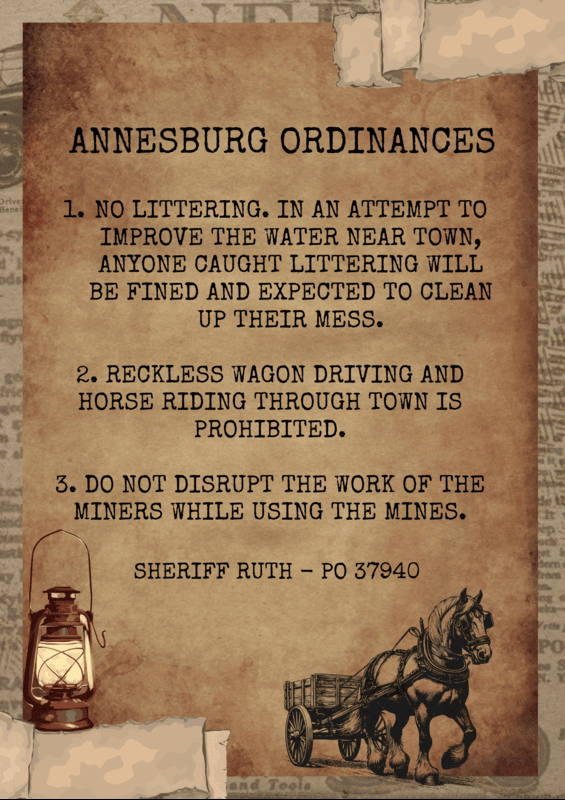 ANNESBURG ORDINANCES
1. NO LITTERING. IN AN ATTEMPT TO
IMPROVE THE WATER NEAR TOWN,
ANYONE CAUGHT LITTERING WILL
BE FINED AND EXPECTED TO CLEAN
UP THEIR MESS.
2. RECKLESS WAGON DRIVING AND
HORSE RIDING THROUGH TOWN IS
PROHIBITED.
3. DO NOT DISRUPT THE WORK OF THE
MINERS WHILE USING THE MINES.
SHERIFF RUTH - PO 37940
and Tools